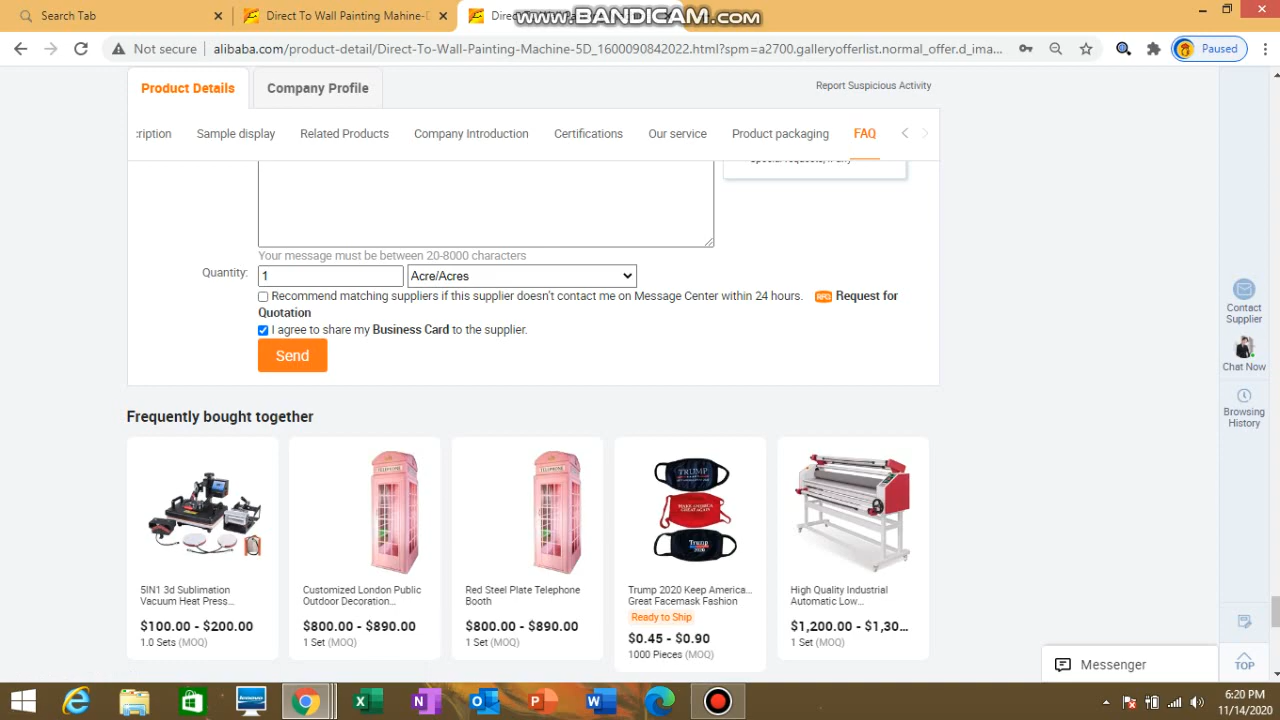 Search Tab
Direct To Wall Painting Mahine-
www.BANDICAM.com
Not secure
alibaba.com/product-detail/Direct-To-Wall-Painting-Machine-5D_1600090842022.html?spm=a2700.galleryofferlist.normal_offer.d_ima...
Paused
Product Details
Company Profile
Report Suspicious Activity
:ription
Sample display
Related Products
Company Introduction
Certifications
Our service
Product packaging
FAQ
Your message must be between 20-8000 characters
Quantity:
1
Acre/Acres
Recommend matching suppliers if this supplier doesn't contact me on Message Center within 24 hours.
Request for
Quotation
I agree to share my Business Card to the supplier.
Send
Contact
Supplier
Chat Now
Browsing
History
Frequently bought together
TELEPHONE
TELEPHONE
TRUMP
Trump
5IN1 3d Sublimation
Vacuum Heat Press...
$100.00 - $200.00
1.0 Sets (MOQ)
Customized London Public
Outdoor Decoration...
$800.00 - $890.00
1 Set (MOQ)
Red Steel Plate Telephone
Booth
$800.00 - $890.00
1 Set (MOQ)
Trump 2020 Keep America...
Great Facemask Fashion
Ready to Ship
$0.45 - $0.90
1000 Pieces (MOQ)
High Quality Industrial
Automatic Low...
$1,200.00 - $1,30...
1 Set (MOQ)
Messenger
TOP
lenovo
6:20 PM
11/14/2020